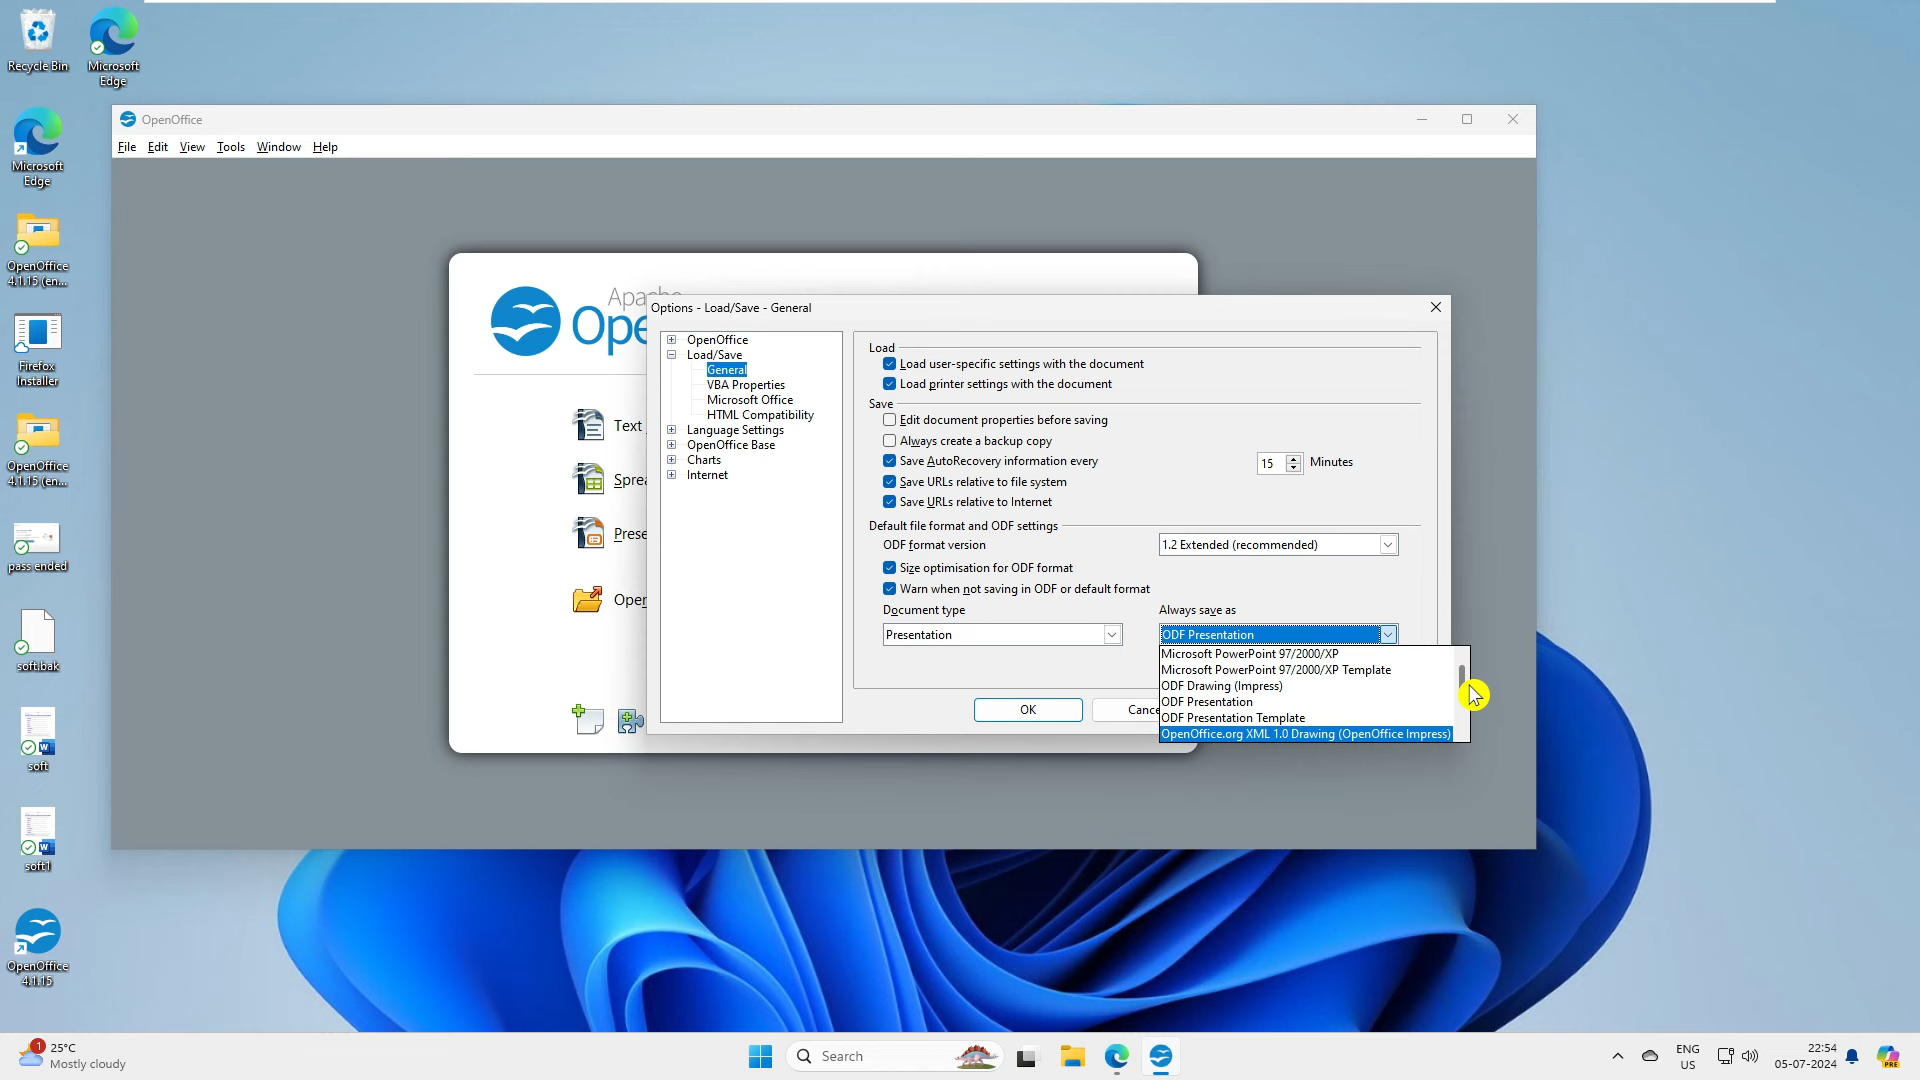 Recycle Bin
Microsoft
Edge
Microsoft
Edge
OpenOffice
4.1.15 (en...
Firefox
Installer
OpenOffice
4.1.15 (en...
pass ended
soft.bak
soft
soft1
OpenOffice
4.1.15
OpenOffice
File Edit View Tools Window Help
Apache
Ope
Text
Sprea
Prese
Open
Options - Load/Save - General
OpenOffice
Load/Save
General
VBA Properties
Microsoft Office
HTML Compatibility
Language Settings
OpenOffice Base
Charts
Internet
Load
Load user-specific settings with the document
Load printer settings with the document
Save
Edit document properties before saving
Always create a backup copy
Save AutoRecovery information every 15 Minutes
Save URLs relative to file system
Save URLs relative to Internet
Default file format and ODF settings
ODF format version 1.2 Extended (recommended)
Size optimisation for ODF format
Warn when not saving in ODF or default format
Document type Always save as
Presentation ODF Presentation
Microsoft PowerPoint 97/2000/XP
Microsoft PowerPoint 97/2000/XP Template
ODF Drawing (Impress)
ODF Presentation
ODF Presentation Template
OpenOffice.org XML 1.0 Drawing (OpenOffice Impress)
OK Cance
1
25°C
Mostly cloudy
Search
ENG
US
22:54
05-07-2024
PRE